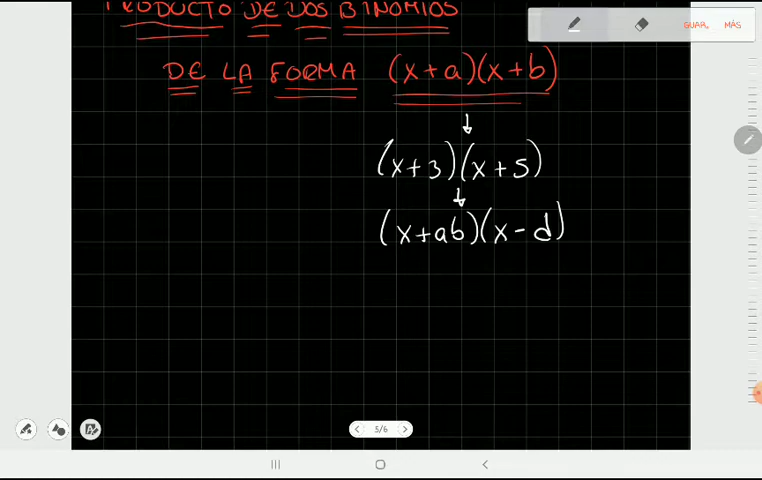 PRODUCTO DE DOS BINOMIOS
GUAR. MÁS
DE LA FORMA (x+a)(x+b)
(x+3)(x+5)
(x+ab)(x-d)
5/6